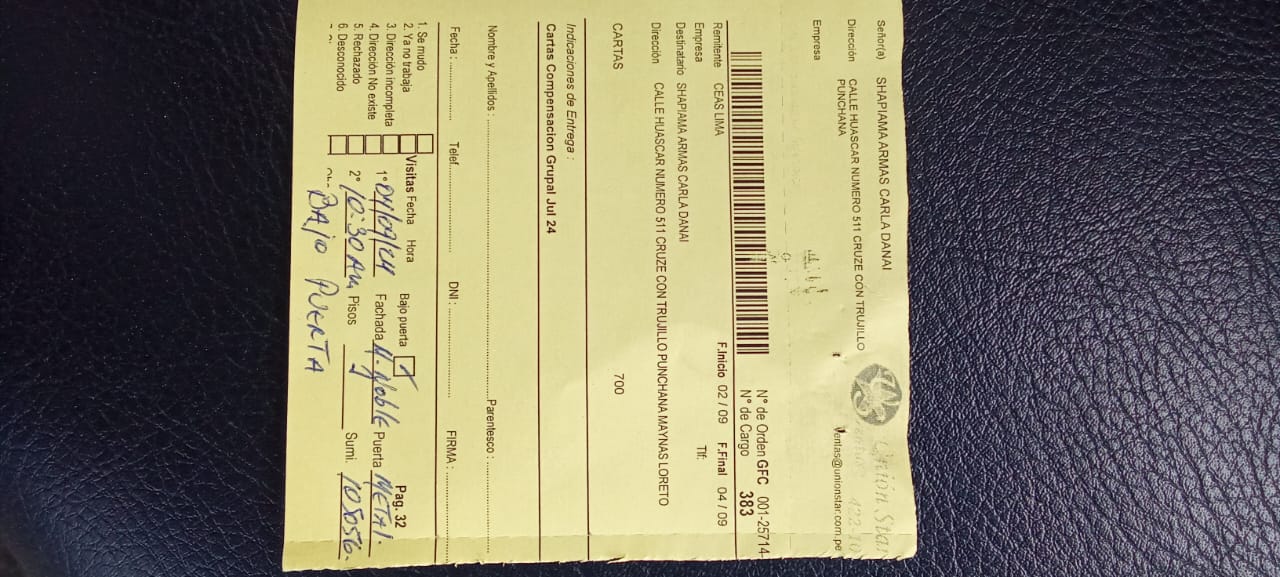 Señor(a) SHAPIAMA ARMAS CARLA DANAI
Dirección CALLE HUASCAR NUMERO 511 CRUZE CON TRUJILLO
PUNCHANA
Empresa
Unión Star
Ventas@unionstar.com.pe
N° de Orden GFC 001-25714
N° de Cargo 383
Remitente CEAS LIMA F.Inicio 02 / 09 F.Final 04 / 09
Empresa Tlf:
Destinatario SHAPIAMA ARMAS CARLA DANAI
Dirección CALLE HUASCAR NUMERO 511 CRUZE CON TRUJILLO PUNCHANA MAYNAS LORETO
CARTAS 700
Indicaciones de Entrega :
Cartas Compensacion Grupal Jul 24
Nombre y Apellidos : Parentesco :
Fecha : Telef. DNI : FIRMA :
1. Se mudo
2. Ya no trabaja Visitas Fecha Hora Bajo puerta X Pag. 32
3. Dirección incompleta 1° 04/09/24 Fachada M. Noble Puerta METAL.
4. Dirección No existe
5. Rechazado 2° 10:30 Am Pisos 1 Sumi. 108056.
6. Desconocido
BAJO PUERTA